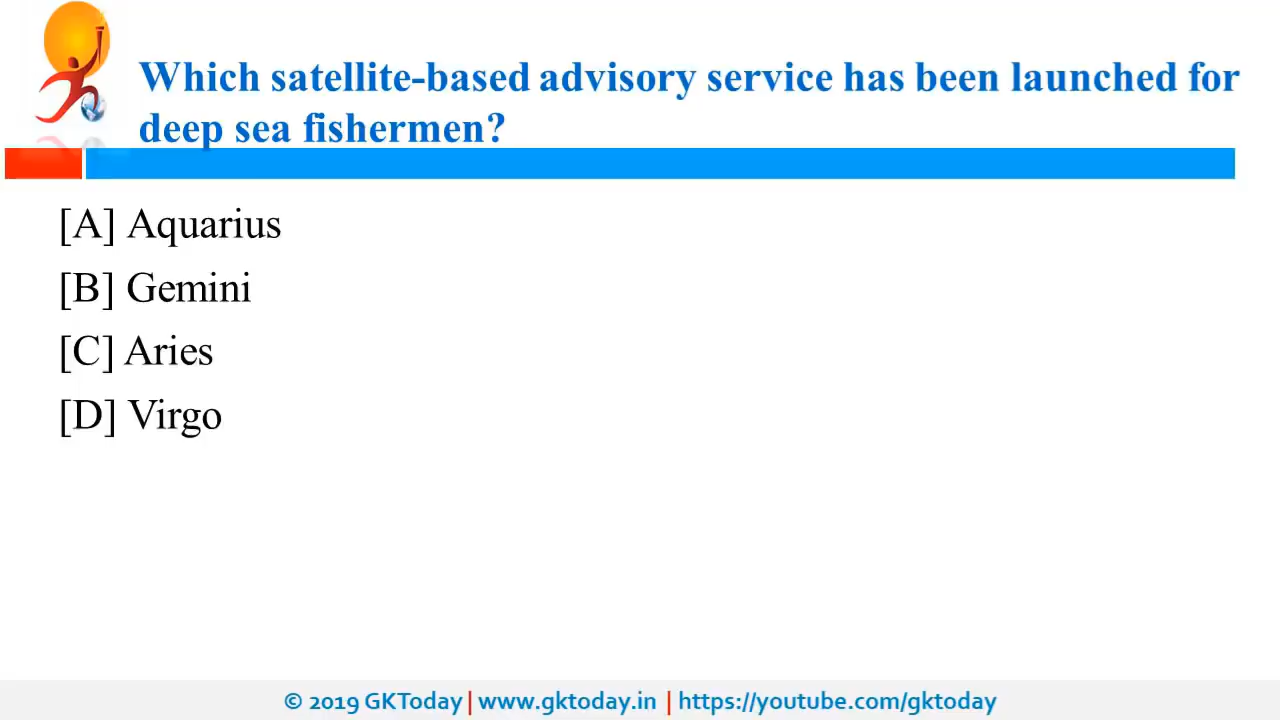 Which satellite-based advisory service has been launched for
deep sea fishermen?
[A] Aquarius
[B] Gemini
[C] Aries
[D] Virgo
© 2019 GKToday | www.gktoday.in | https://youtube.com/gktoday